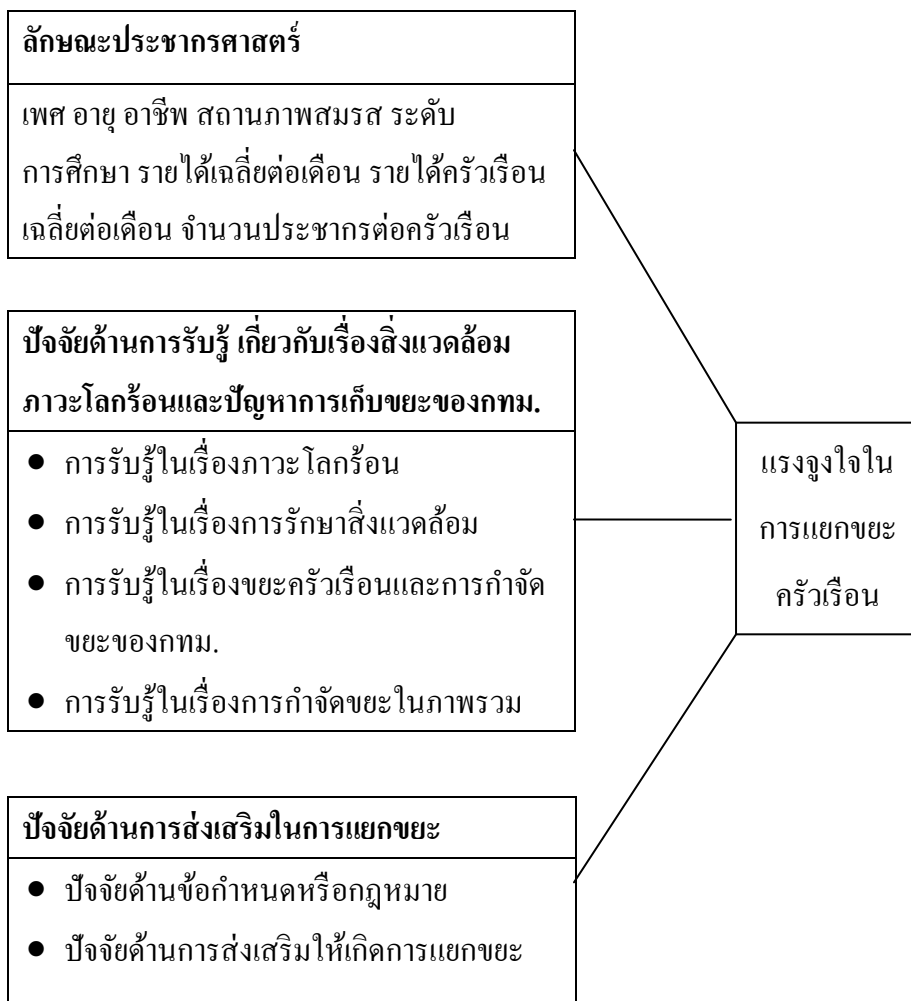 ลักษณะประชากรศาสตร์
เพศ อายุ อาชีพ สถานภาพสมรส ระดับ
การศึกษา รายได้เฉลี่ยต่อเดือน รายได้ครัวเรือน
เฉลี่ยต่อเดือน จำนวนประชากรต่อครัวเรือน
ปัจจัยด้านการรับรู้ เกี่ยวกับเรื่องสิ่งแวดล้อม
ภาวะโลกร้อนและปัญหาการเก็บขยะของกทม.
● การรับรู้ในเรื่องภาวะโลกร้อน
● การรับรู้ในเรื่องการรักษาสิ่งแวดล้อม
● การรับรู้ในเรื่องขยะครัวเรือนและการกำจัด
ขยะของกทม.
● การรับรู้ในเรื่องการกำจัดขยะในภาพรวม
ปัจจัยด้านการส่งเสริมในการแยกขยะ
● ปัจจัยด้านข้อกำหนดหรือกฎหมาย
● ปัจจัยด้านการส่งเสริมให้เกิดการแยกขยะ
แรงจูงใจใน
การแยกขยะ
ครัวเรือน